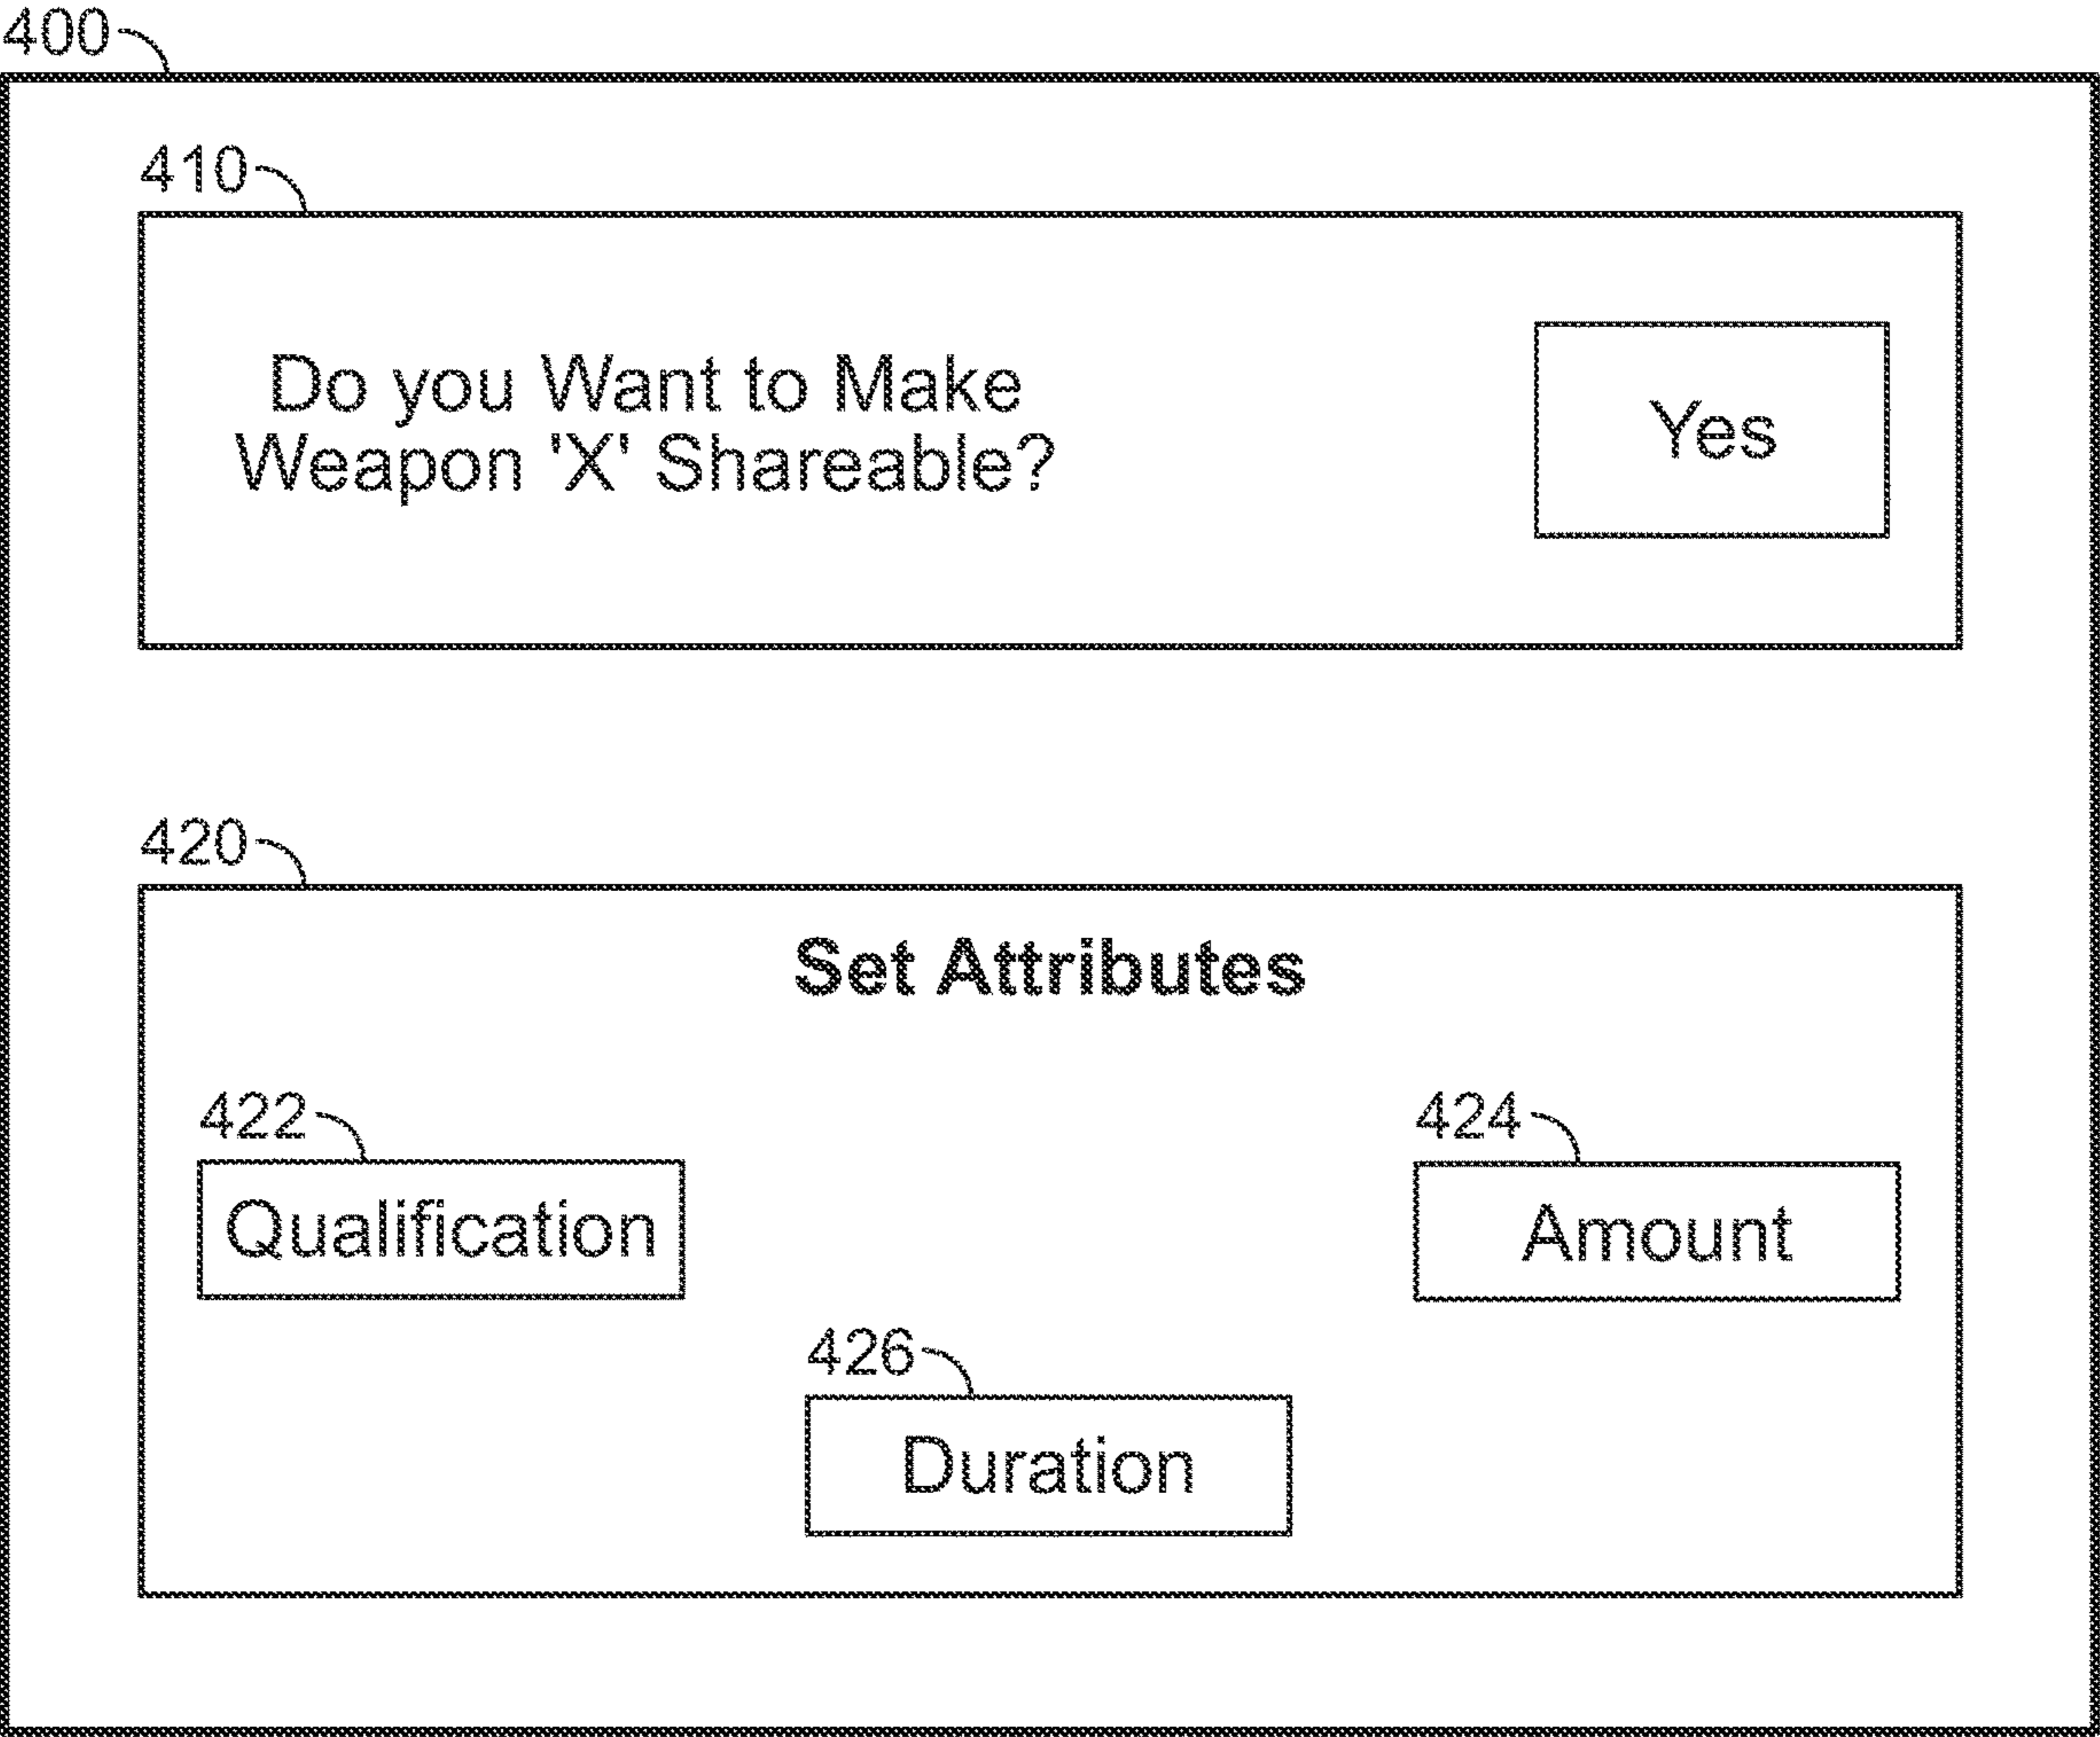 400
410
Do you Want to Make
Weapon 'X' Shareable?
Yes
420
Set Attributes
422
Qualification
424
Amount
426
Duration